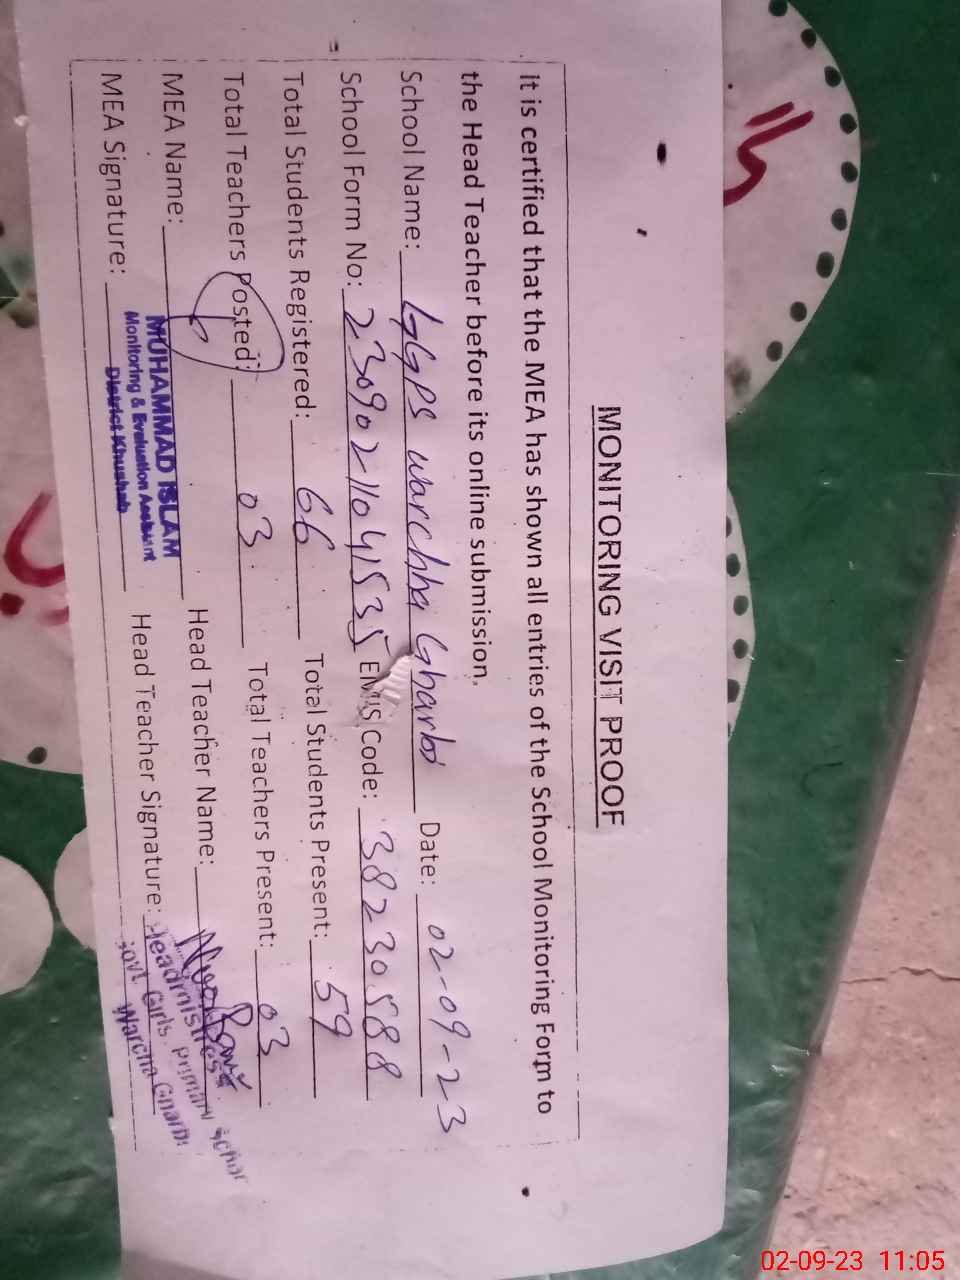 MONITORING VISIT PROOF
It is certified that the MEA has shown all entries of the School Monitoring Form to
the Head Teacher before its online submission.
School Name: GGPS warchha Gharbi Date: 02-09-23
School Form No: 23090211041535 EMIS Code: 38230588
Total Students Registered: 66 Total Students Present: 59
Total Teachers Posted: 03 Total Teachers Present: 03
MEA Name: MUHAMMAD ISLAM Head Teacher Name:
Monitoring & Evaluation Assistant
MEA Signature: District Khushab Head Teacher Signature: Headmistress
Govt. Girls. Primary School
Warcha Gharbi
02-09-23 11:05